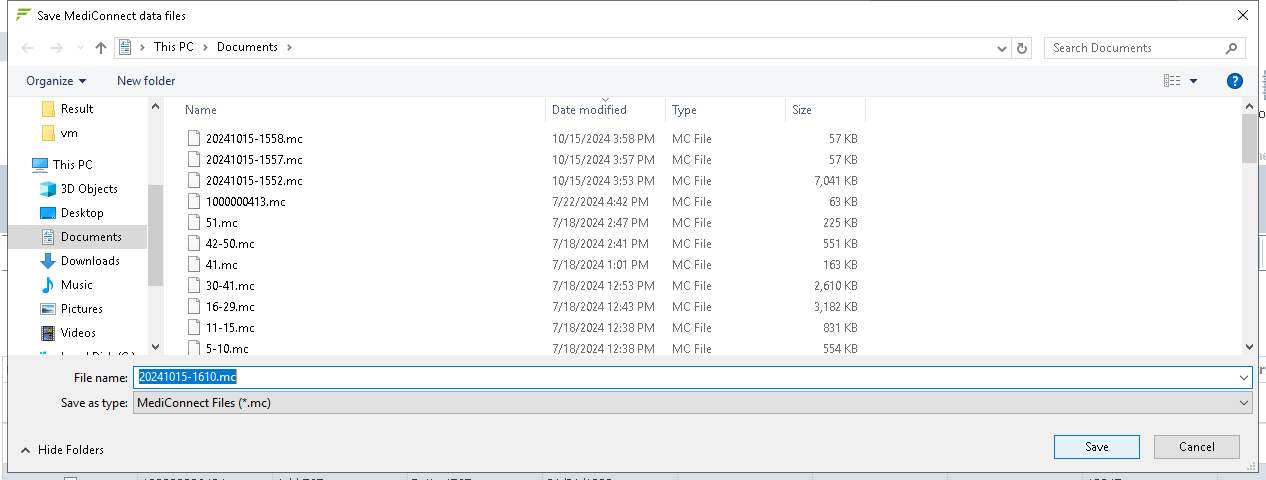 Save MediConnect data files
This PC > Documents >
Search Documents
Organize
New folder
?
Result
vm
This PC
3D Objects
Desktop
Documents
Downloads
Music
Pictures
Videos
Name Date modified Type Size
20241015-1558.mc 10/15/2024 3:58 PM MC File 57 KB
20241015-1557.mc 10/15/2024 3:57 PM MC File 57 KB
20241015-1552.mc 10/15/2024 3:53 PM MC File 7,041 KB
1000000413.mc 7/22/2024 4:42 PM MC File 63 KB
51.mc 7/18/2024 2:47 PM MC File 225 KB
42-50.mc 7/18/2024 2:41 PM MC File 551 KB
41.mc 7/18/2024 1:01 PM MC File 163 KB
30-41.mc 7/18/2024 12:53 PM MC File 2,610 KB
16-29.mc 7/18/2024 12:43 PM MC File 3,182 KB
11-15.mc 7/18/2024 12:38 PM MC File 831 KB
5-10.mc 7/18/2024 12:38 PM MC File 554 KB
File name: 20241015-1610.mc
Save as type: MediConnect Files (*.mc)
Hide Folders
Save
Cancel